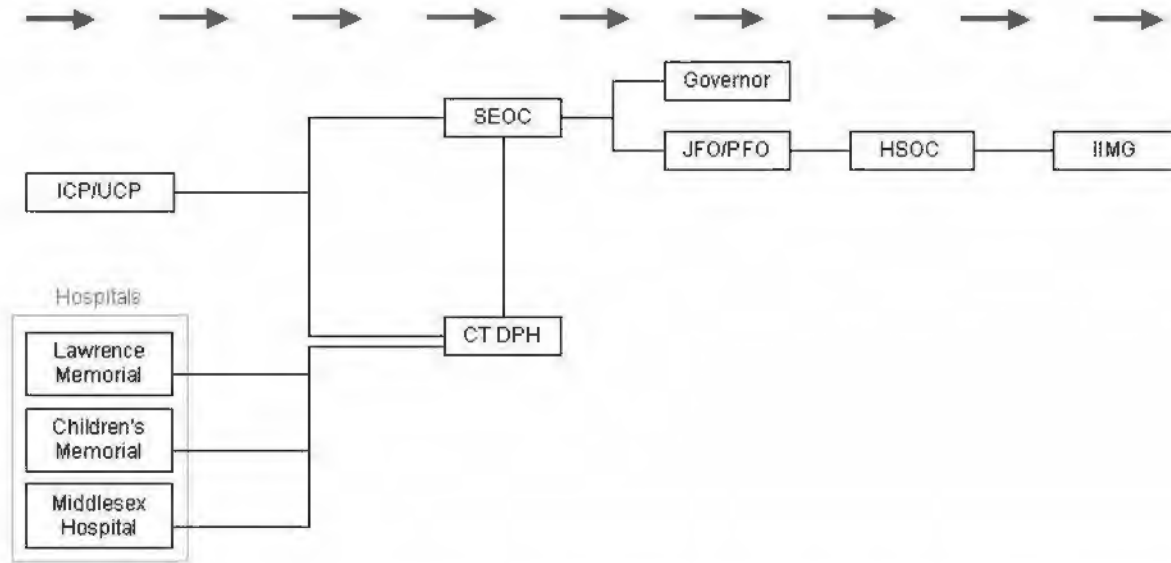 Governor
SEOC
JFO/PFO
HSOC
IIMG
ICP/UCP
Hospitals
CT DPH
Lawrence
Memorial
Children's
Memorial
Middlesex
Hospital